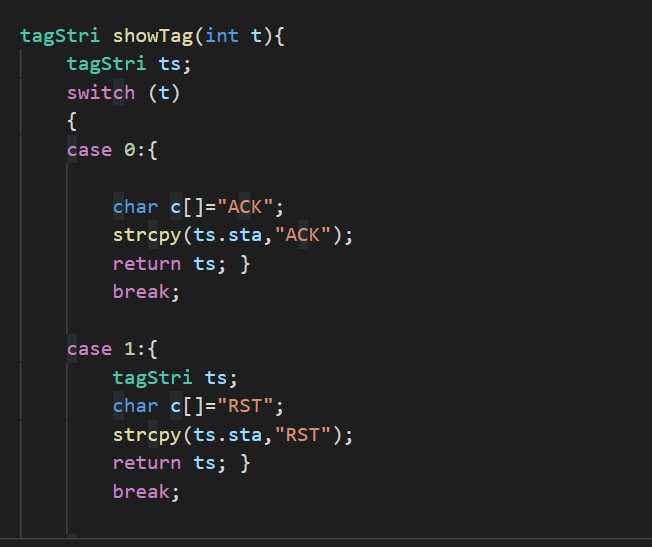 tagStri showTag(int t){
    tagStri ts;
    switch (t)
    {
    case 0:{

        char c[]="ACK";
        strcpy(ts.sta,"ACK");
        return ts; }
        break;

    case 1:{
        tagStri ts;
        char c[]="RST";
        strcpy(ts.sta,"RST");
        return ts; }
        break;